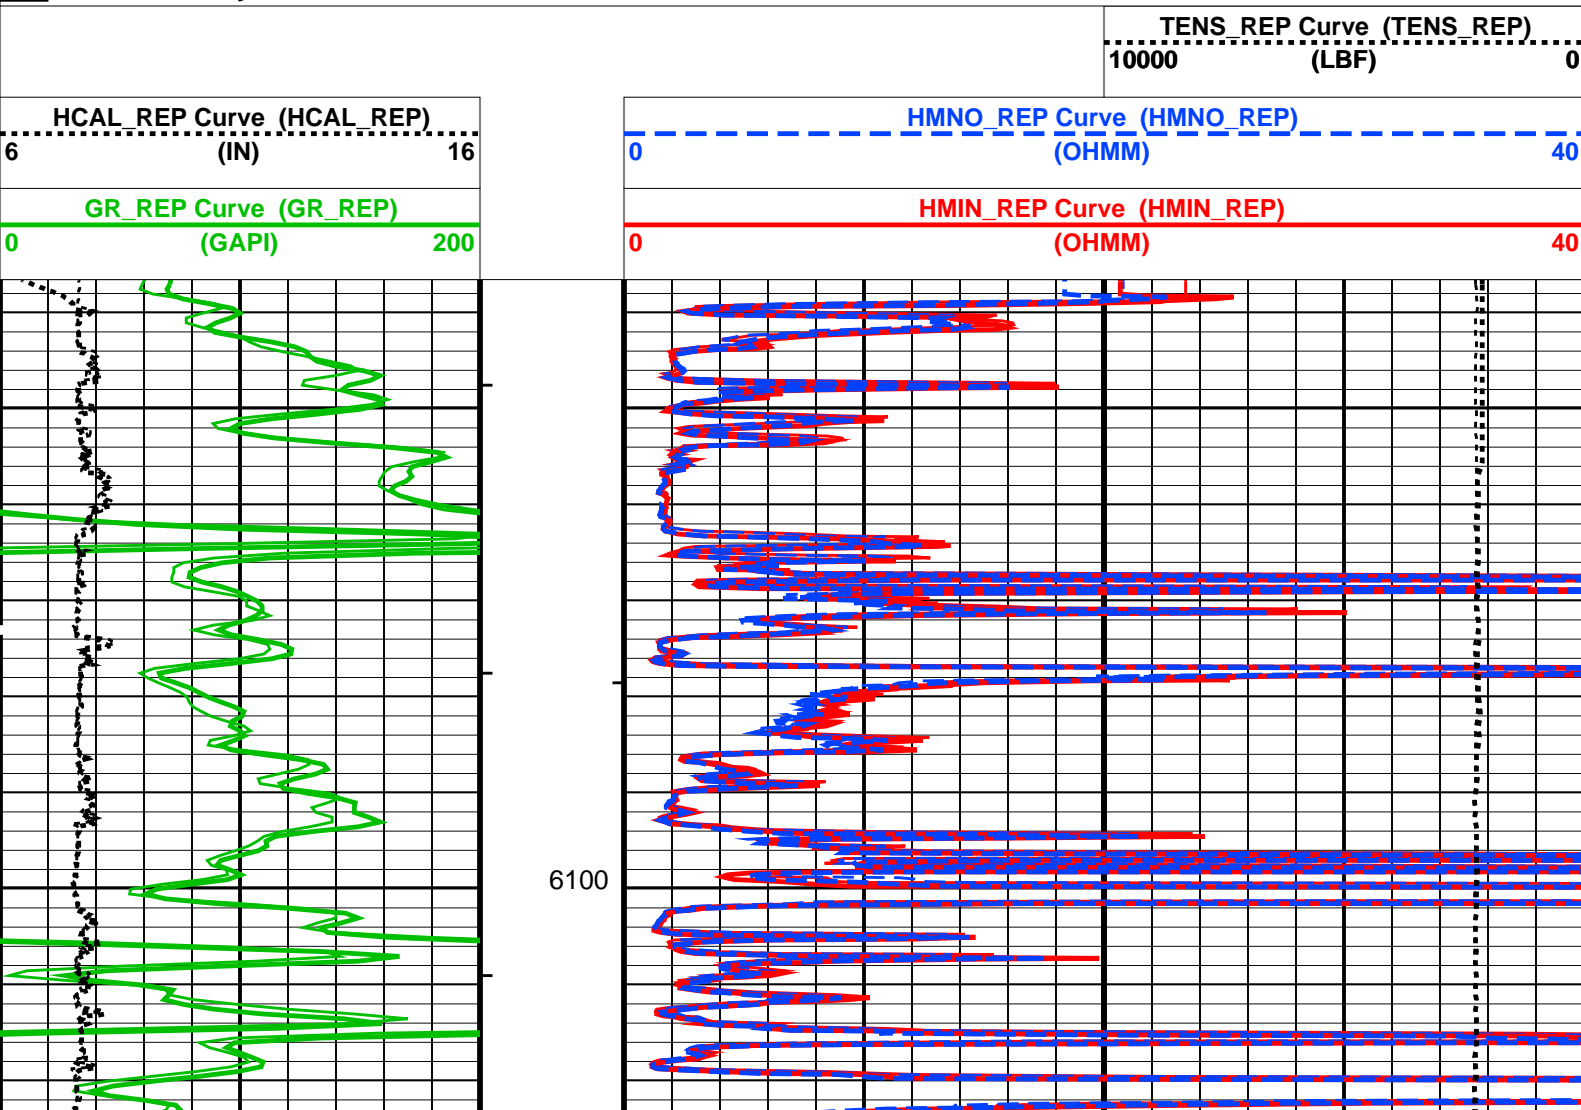 TENS_REP Curve (TENS_REP)
10000 (LBF) 0
HCAL_REP Curve (HCAL_REP)
6 (IN) 16
HMNO_REP Curve (HMNO_REP)
0 (OHMM) 40
GR_REP Curve (GR_REP)
0 (GAPI) 200
HMIN_REP Curve (HMIN_REP)
0 (OHMM) 40
6100